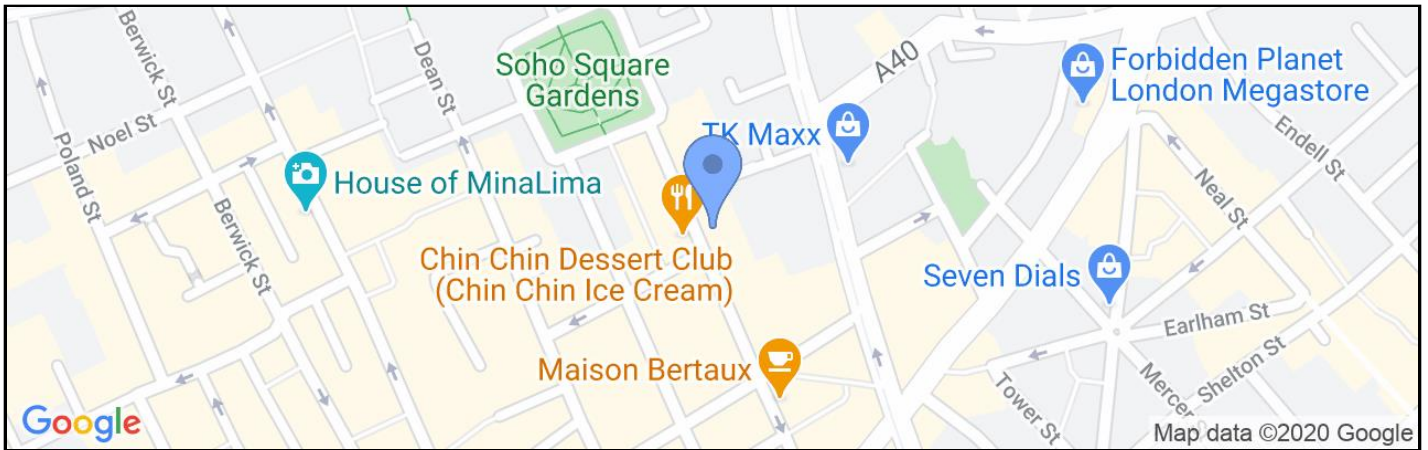 Berwick St
Dean St
Soho Square
Gardens
A40
Forbidden Planet
London Megastore
Noel St
Poland St
TK Maxx
Endell St
House of MinaLima
Neal St
Berwick St
Chin Chin Dessert Club
(Chin Chin Ice Cream)
Seven Dials
Earlham St
Maison Bertaux
Shelton St
Tower St
Mercer
Google
Map data ©2020 Google